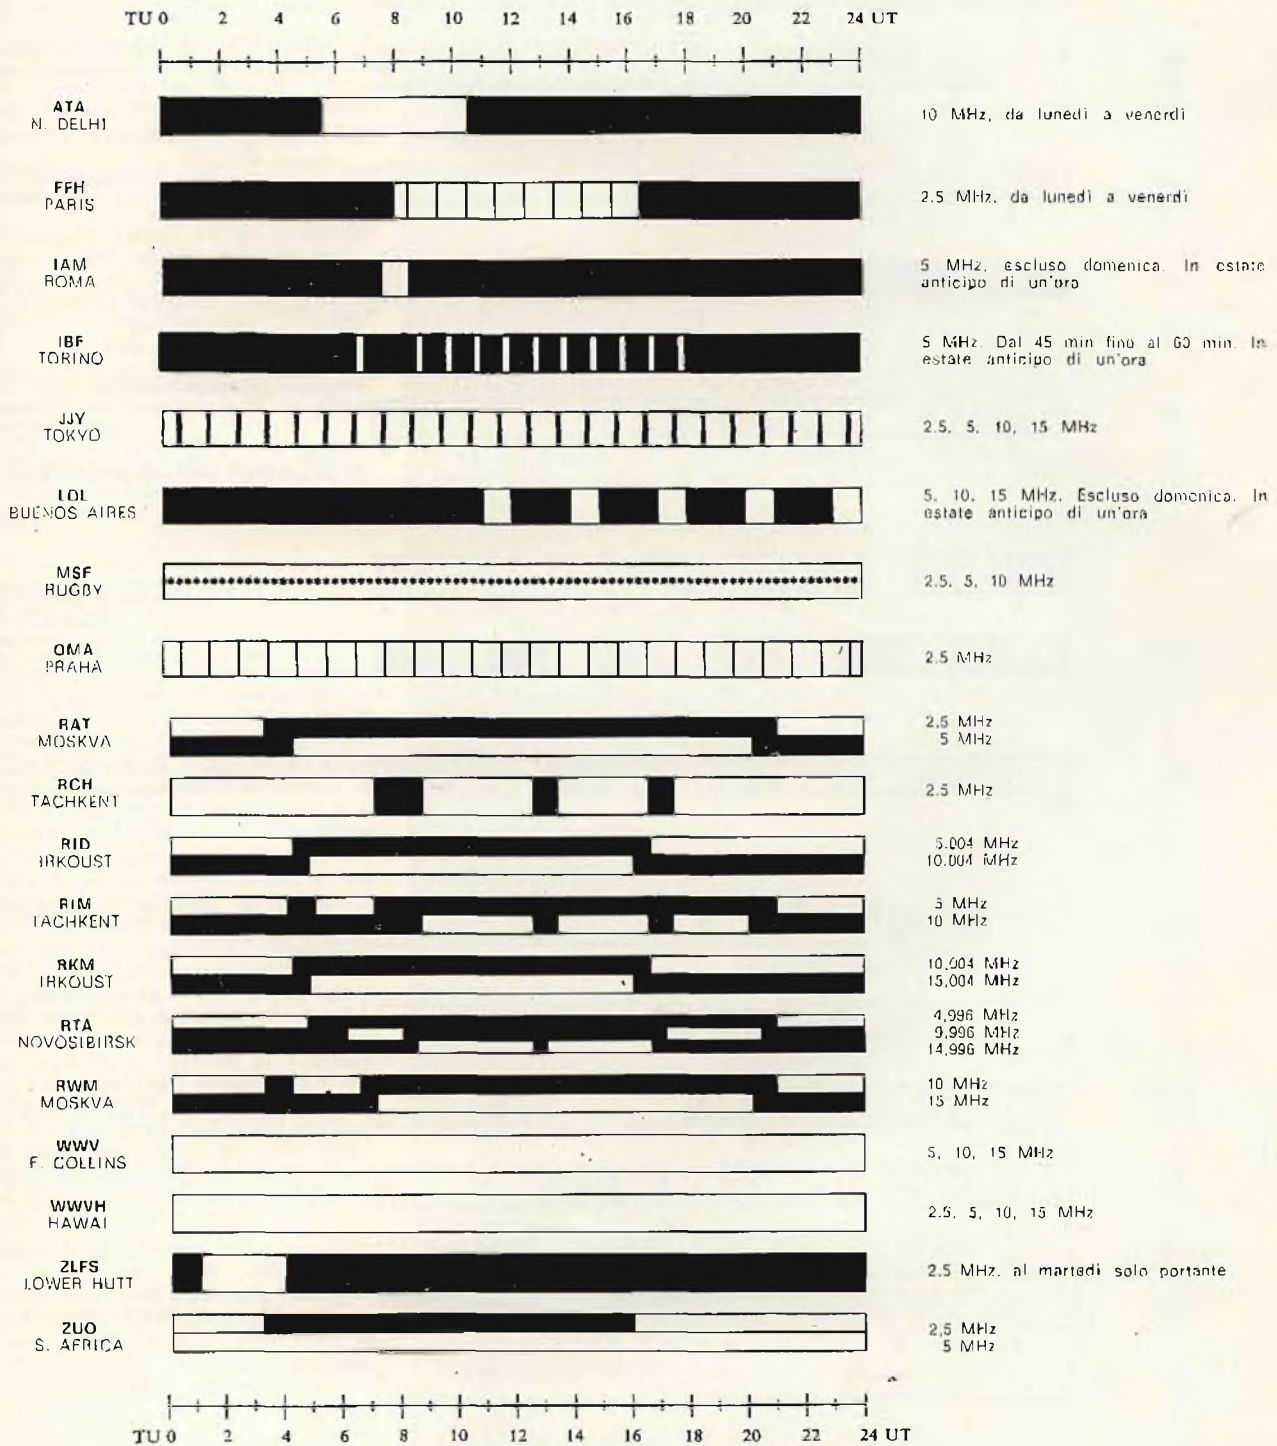 TU 0 2 4 6 8 10 12 14 16 18 20 22 24 UT
ATA
N. DELHI
10 MHz, da lunedì a venerdì
FFH
PARIS
2.5 MHz, da lunedì a venerdì
IAM
ROMA
5 MHz, escluso domenica. In estate
anticipo di un'ora
IBF
TORINO
5 MHz. Dal 45 min fino al 60 min. In
estate anticipo di un'ora
JJY
TOKYO
2.5, 5, 10, 15 MHz
LOL
BUENOS AIRES
5, 10, 15 MHz. Escluso domenica. In
estate anticipo di un'ora
MSF
RUGBY
2.5, 5, 10 MHz
OMA
PRAHA
2.5 MHz
RAT
MOSKVA
2.5 MHz
5 MHz
RCH
TACHKENT
2.5 MHz
RID
IRKOUST
5.004 MHz
10.004 MHz
RIM
TACHKENT
5 MHz
10 MHz
RKM
IRKOUST
10,004 MHz
15,004 MHz
RTA
NOVOSIBIRSK
4,996 MHz
9,996 MHz
14,996 MHz
RWM
MOSKVA
10 MHz
15 MHz
WWV
F. COLLINS
5, 10, 15 MHz
WWVH
HAWAI
2.5, 5, 10, 15 MHz
ZLFS
LOWER HUTT
2.5 MHz. al martedì solo portante
ZUO
S. AFRICA
2,5 MHz
5 MHz
TU 0 2 4 6 8 10 12 14 16 18 20 22 24 UT